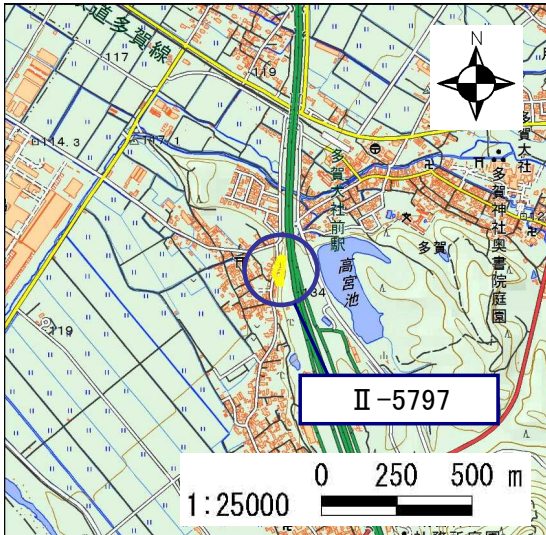 道多賀線
117
119
N
114.3
117.1
多賀大社
多賀大社前駅
多賀神社奥書院庭園
多賀
高宮池
134
119
Ⅱ-5797
0 250 500 m
1:25000